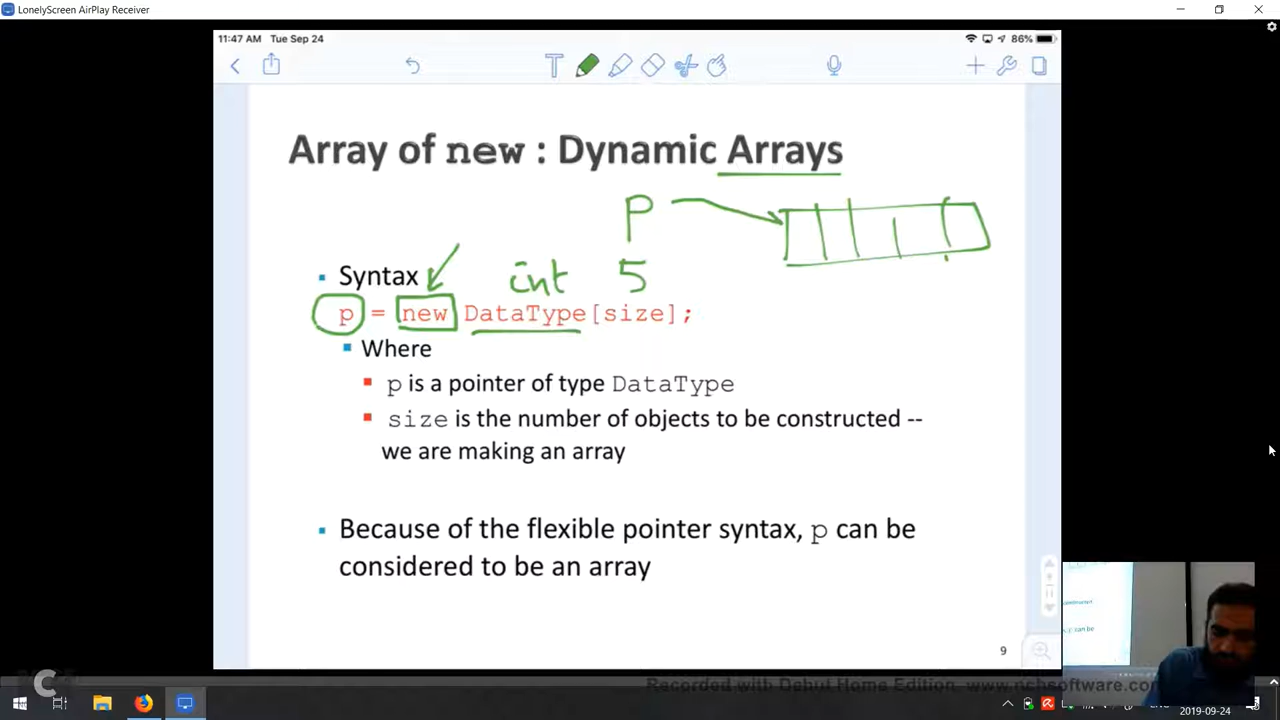 LonelyScreen AirPlay Receiver
11:47 AM Tue Sep 24
86%
T
Array of new : Dynamic Arrays
P
Syntax
int 5
p = new DataType[size];
Where
p is a pointer of type DataType
size is the number of objects to be constructed --
we are making an array
Because of the flexible pointer syntax, p can be
considered to be an array
9
Recorded with Debut Home Edition. www.nchsoftware.com
2019-09-24